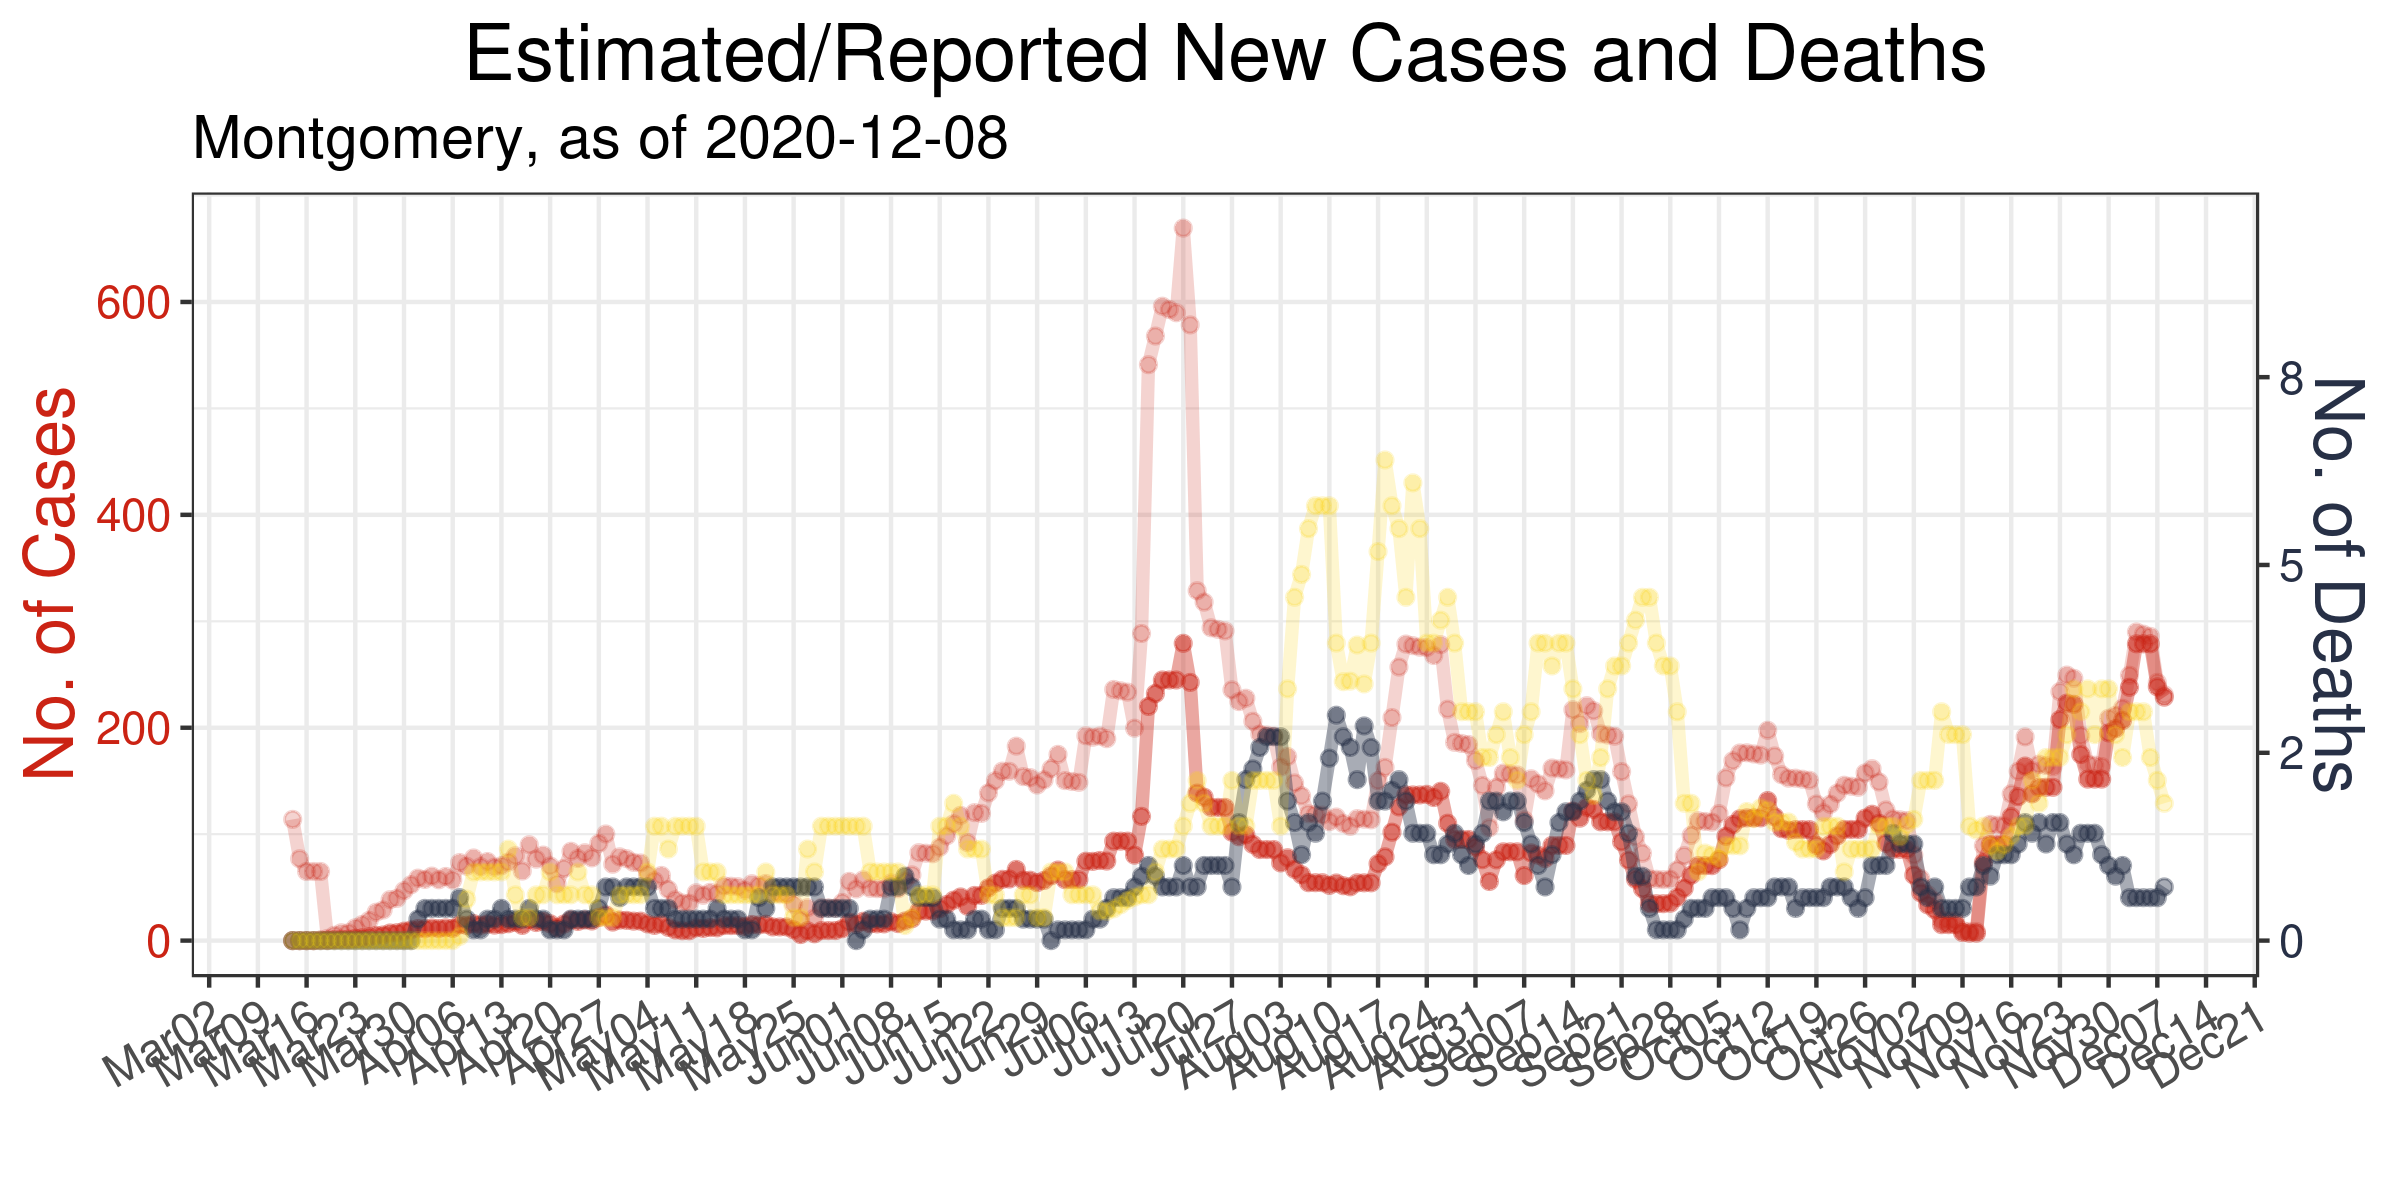 Estimated/Reported New Cases and Deaths
Montgomery, as of 2020-12-08
No. of Cases
600
400
200
0
No. of Deaths
8
5
2
0
Mar02
Mar09
Mar16
Mar23
Mar30
Apr06
Apr13
Apr20
Apr27
May04
May11
May18
May25
Jun01
Jun08
Jun15
Jun22
Jun29
Jul06
Jul13
Jul20
Jul27
Aug03
Aug10
Aug17
Aug24
Aug31
Sep07
Sep14
Sep21
Sep28
Oct05
Oct12
Oct19
Oct26
Nov02
Nov09
Nov16
Nov23
Nov30
Dec07
Dec14
Dec21